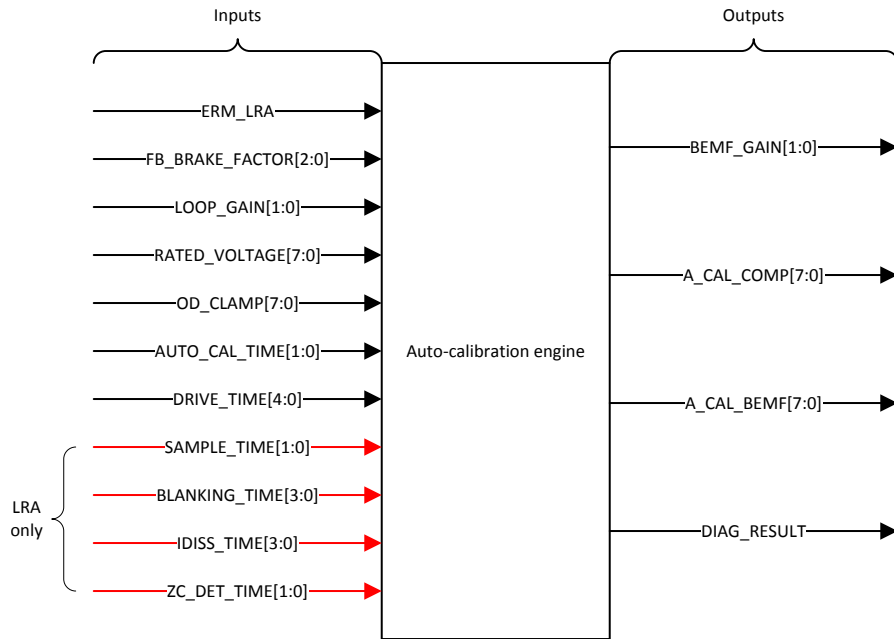 Inputs
Outputs
ERM_LRA
FB_BRAKE_FACTOR[2:0]
LOOP_GAIN[1:0]
RATED_VOLTAGE[7:0]
OD_CLAMP[7:0]
AUTO_CAL_TIME[1:0]
DRIVE_TIME[4:0]
SAMPLE_TIME[1:0]
BLANKING_TIME[3:0]
IDISS_TIME[3:0]
ZC_DET_TIME[1:0]
LRA
only
Auto-calibration engine
BEMF_GAIN[1:0]
A_CAL_COMP[7:0]
A_CAL_BEMF[7:0]
DIAG_RESULT